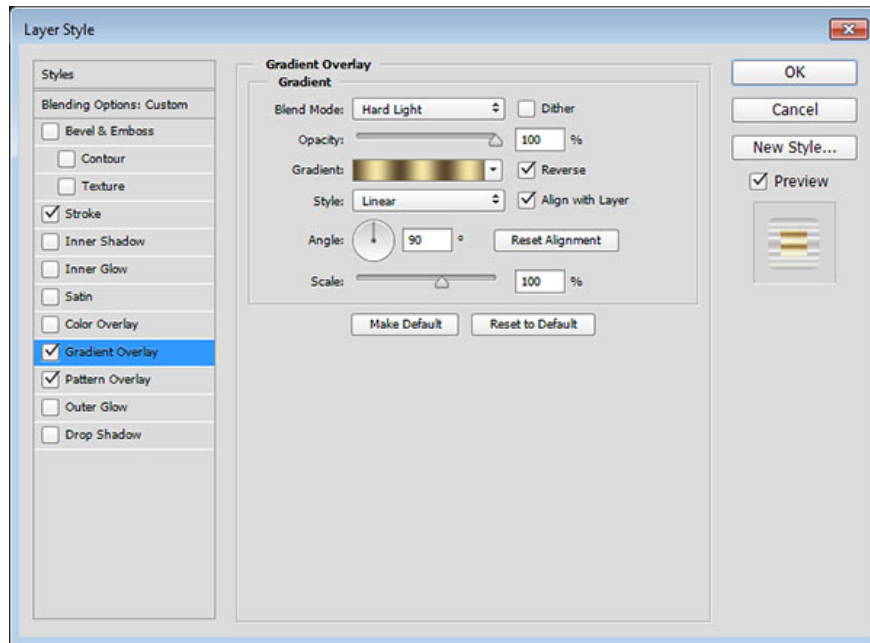 Layer Style
Styles
Blending Options: Custom
Bevel & Emboss
Contour
Texture
Stroke
Inner Shadow
Inner Glow
Satin
Color Overlay
Gradient Overlay
Pattern Overlay
Outer Glow
Drop Shadow
Gradient Overlay
Gradient
Blend Mode: Hard Light Dither
Opacity: 100 %
Gradient: Reverse
Style: Linear Align with Layer
Angle: 90 ° Reset Alignment
Scale: 100 %
Make Default Reset to Default
OK
Cancel
New Style...
Preview